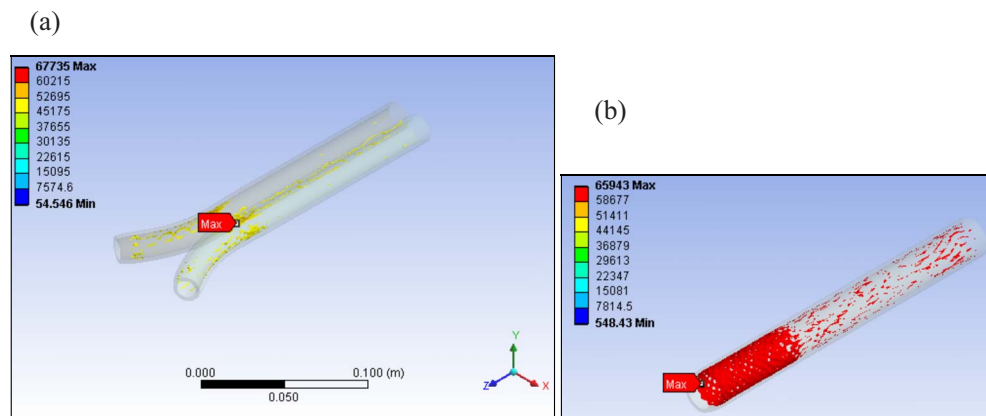 (a)
67735 Max
60215
52695
45175
37655
30135
22615
15095
7574.6
54.546 Min
Max
0.000
0.100 (m)
0.050
Y
Z
X
(b)
65943 Max
58677
51411
44145
36879
29613
22347
15081
7814.5
548.43 Min
Max